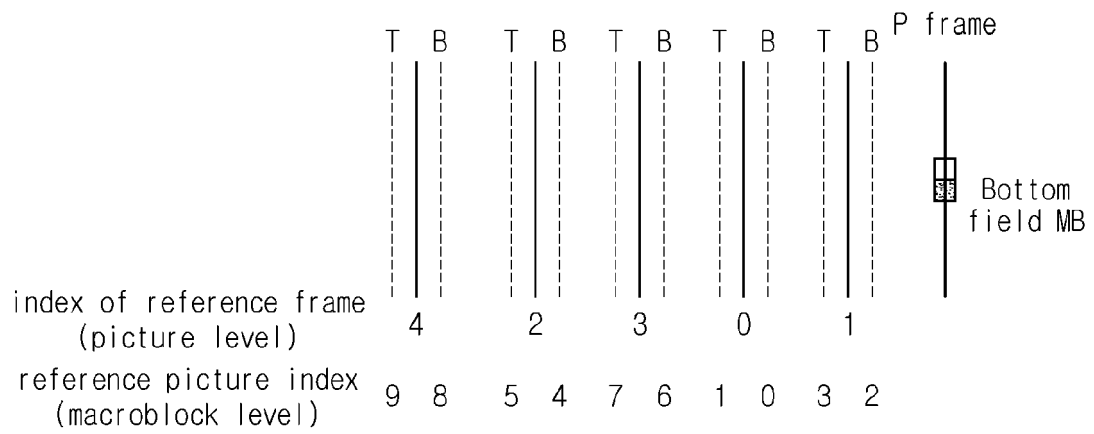 T B T B T B T B T B P frame
Bottom
field MB
index of reference frame
(picture level)
4 2 3 0 1
reference picture index
(macroblock level)
9 8 5 4 7 6 1 0 3 2